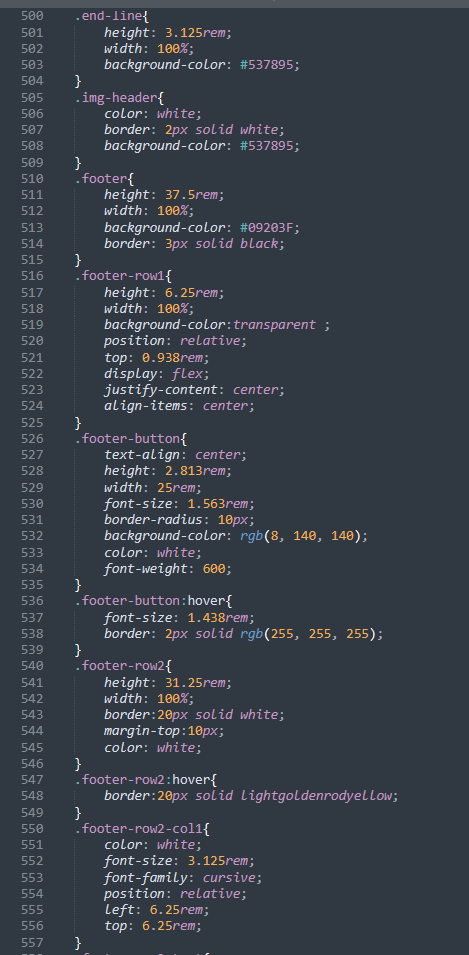 500 .end-line{
501 height: 3.125rem;
502 width: 100%;
503 background-color: #537895;
504 }
505 .img-header{
506 color: white;
507 border: 2px solid white;
508 background-color: #537895;
509 }
510 .footer{
511 height: 37.5rem;
512 width: 100%;
513 background-color: #09203F;
514 border: 3px solid black;
515 }
516 .footer-row1{
517 height: 6.25rem;
518 width: 100%;
519 background-color:transparent ;
520 position: relative;
521 top: 0.938rem;
522 display: flex;
523 justify-content: center;
524 align-items: center;
525 }
526 .footer-button{
527 text-align: center;
528 height: 2.813rem;
529 width: 25rem;
530 font-size: 1.563rem;
531 border-radius: 10px;
532 background-color: rgb(8, 140, 140);
533 color: white;
534 font-weight: 600;
535 }
536 .footer-button:hover{
537 font-size: 1.438rem;
538 border: 2px solid rgb(255, 255, 255);
539 }
540 .footer-row2{
541 height: 31.25rem;
542 width: 100%;
543 border:20px solid white;
544 margin-top:10px;
545 color: white;
546 }
547 .footer-row2:hover{
548 border:20px solid lightgoldenrodyellow;
549 }
550 .footer-row2-col1{
551 color: white;
552 font-size: 3.125rem;
553 font-family: cursive;
554 position: relative;
555 left: 6.25rem;
556 top: 6.25rem;
557 }